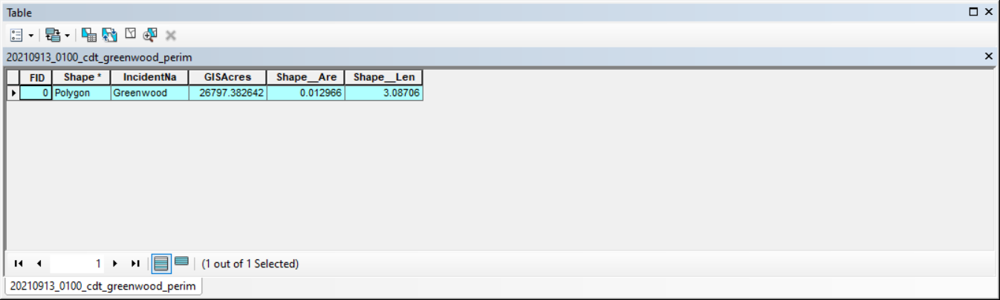 Table
20210913_0100_cdt_greenwood_perim
FID Shape * IncidentNa GISAcres Shape__Are Shape__Len
0 Polygon Greenwood 26797.382642 0.012966 3.08706
1 (1 out of 1 Selected)
20210913_0100_cdt_greenwood_perim